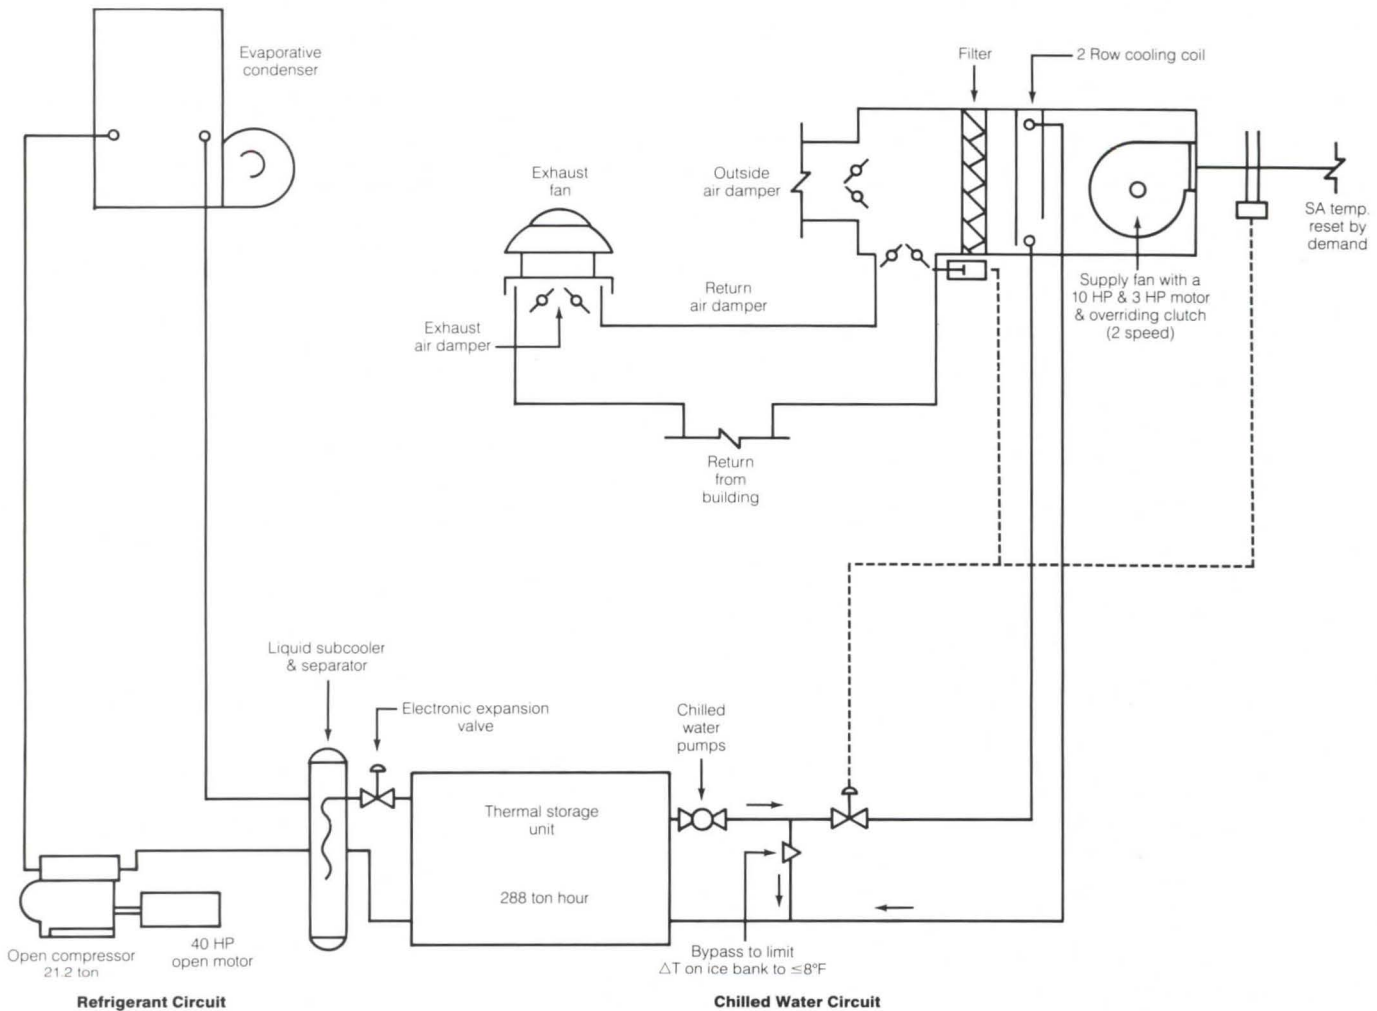 Evaporative
condenser
Filter
2 Row cooling coil
Exhaust
fan
Outside
air damper
SA temp.
reset by
demand
Return
air damper
Supply fan with a
10 HP & 3 HP motor
& overriding clutch
(2 speed)
Exhaust
air damper
Return
from
building
Liquid subcooler
& separator
Electronic expansion
valve
Chilled
water
pumps
Thermal storage
unit
288 ton hour
Open compressor
21.2 ton
40 HP
open motor
Bypass to limit
△T on ice bank to ≤8°F
Refrigerant Circuit
Chilled Water Circuit